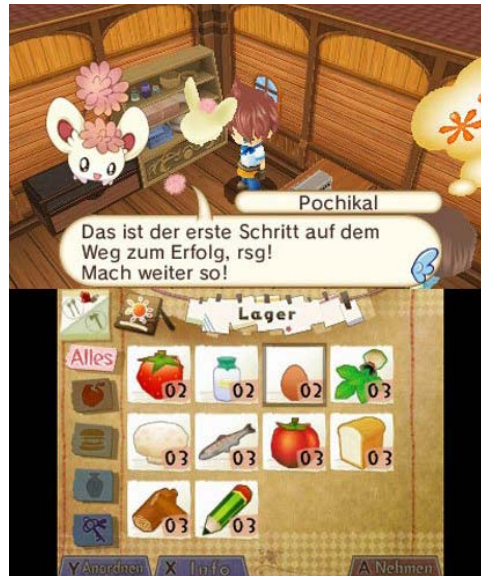 Pochikal
Das ist der erste Schritt auf dem
Weg zum Erfolg, rsg!
Mach weiter so!
Lager
Alles
02 02 02 03
03 03 03 03
03 03
Y Anordnen X Info A Nehmen